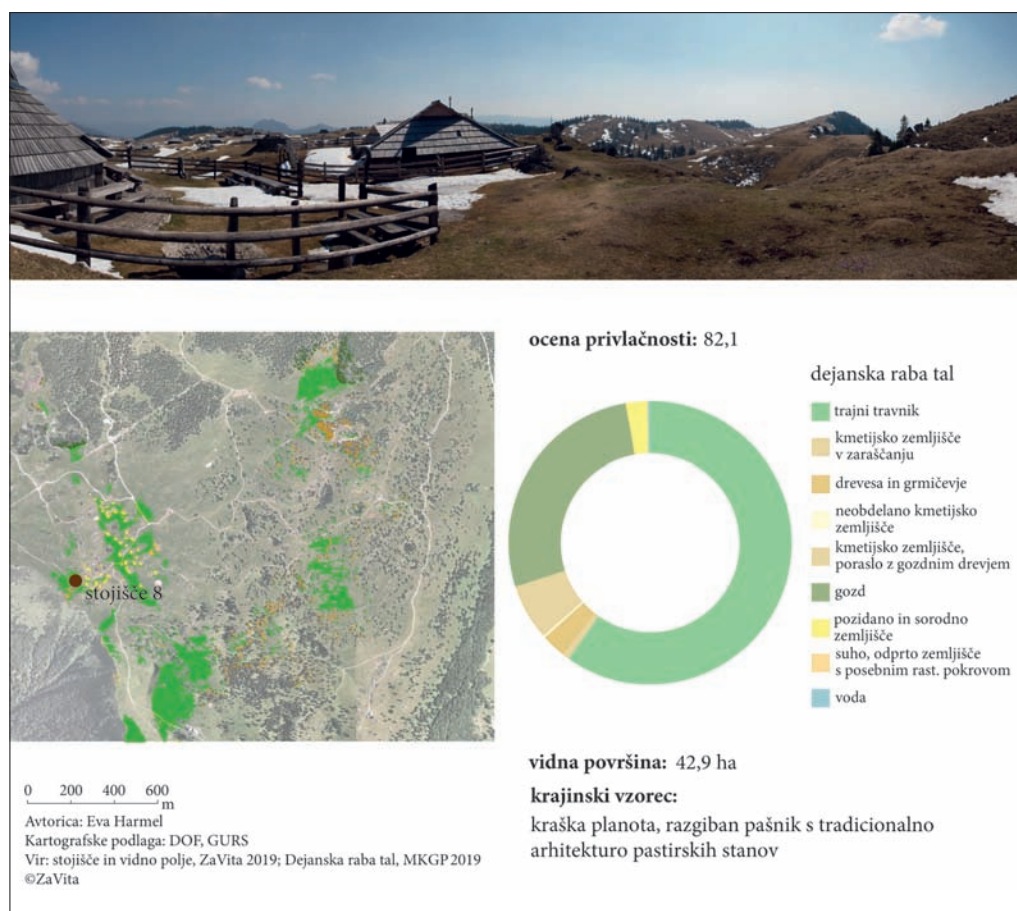 ocena privlačnosti: 82,1
dejanska raba tal
trajni travnik
kmetijsko zemljišče
v zaraščanju
drevesa in grmičevje
neobdelano kmetijsko
zemljišče
kmetijsko zemljišče,
poraslo z gozdnim drevjem
gozd
pozidano in sorodno
zemljišče
suho, odprto zemljišče
s posebnim rast. pokrovom
voda
stojišče 8
vidna površina: 42,9 ha
krajinski vzorec:
kraška planota, razgiban pašnik s tradicionalno
arhitekturo pastirskih stanov
0 200 400 600
m
Avtorica: Eva Harmel
Kartografske podlaga: DOF, GURS
Vir: stojišče in vidno polje, ZaVita 2019; Dejanska raba tal, MKGP 2019
©ZaVita